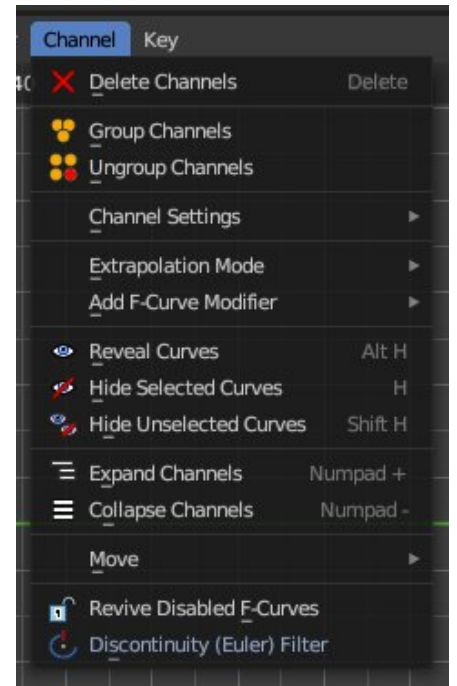 Channel Key
40
Delete Channels Delete
Group Channels
Ungroup Channels
Channel Settings
Extrapolation Mode
Add F-Curve Modifier
Reveal Curves Alt H
Hide Selected Curves H
Hide Unselected Curves Shift H
Expand Channels Numpad +
Collapse Channels Numpad -
Move
Revive Disabled F-Curves
Discontinuity (Euler) Filter